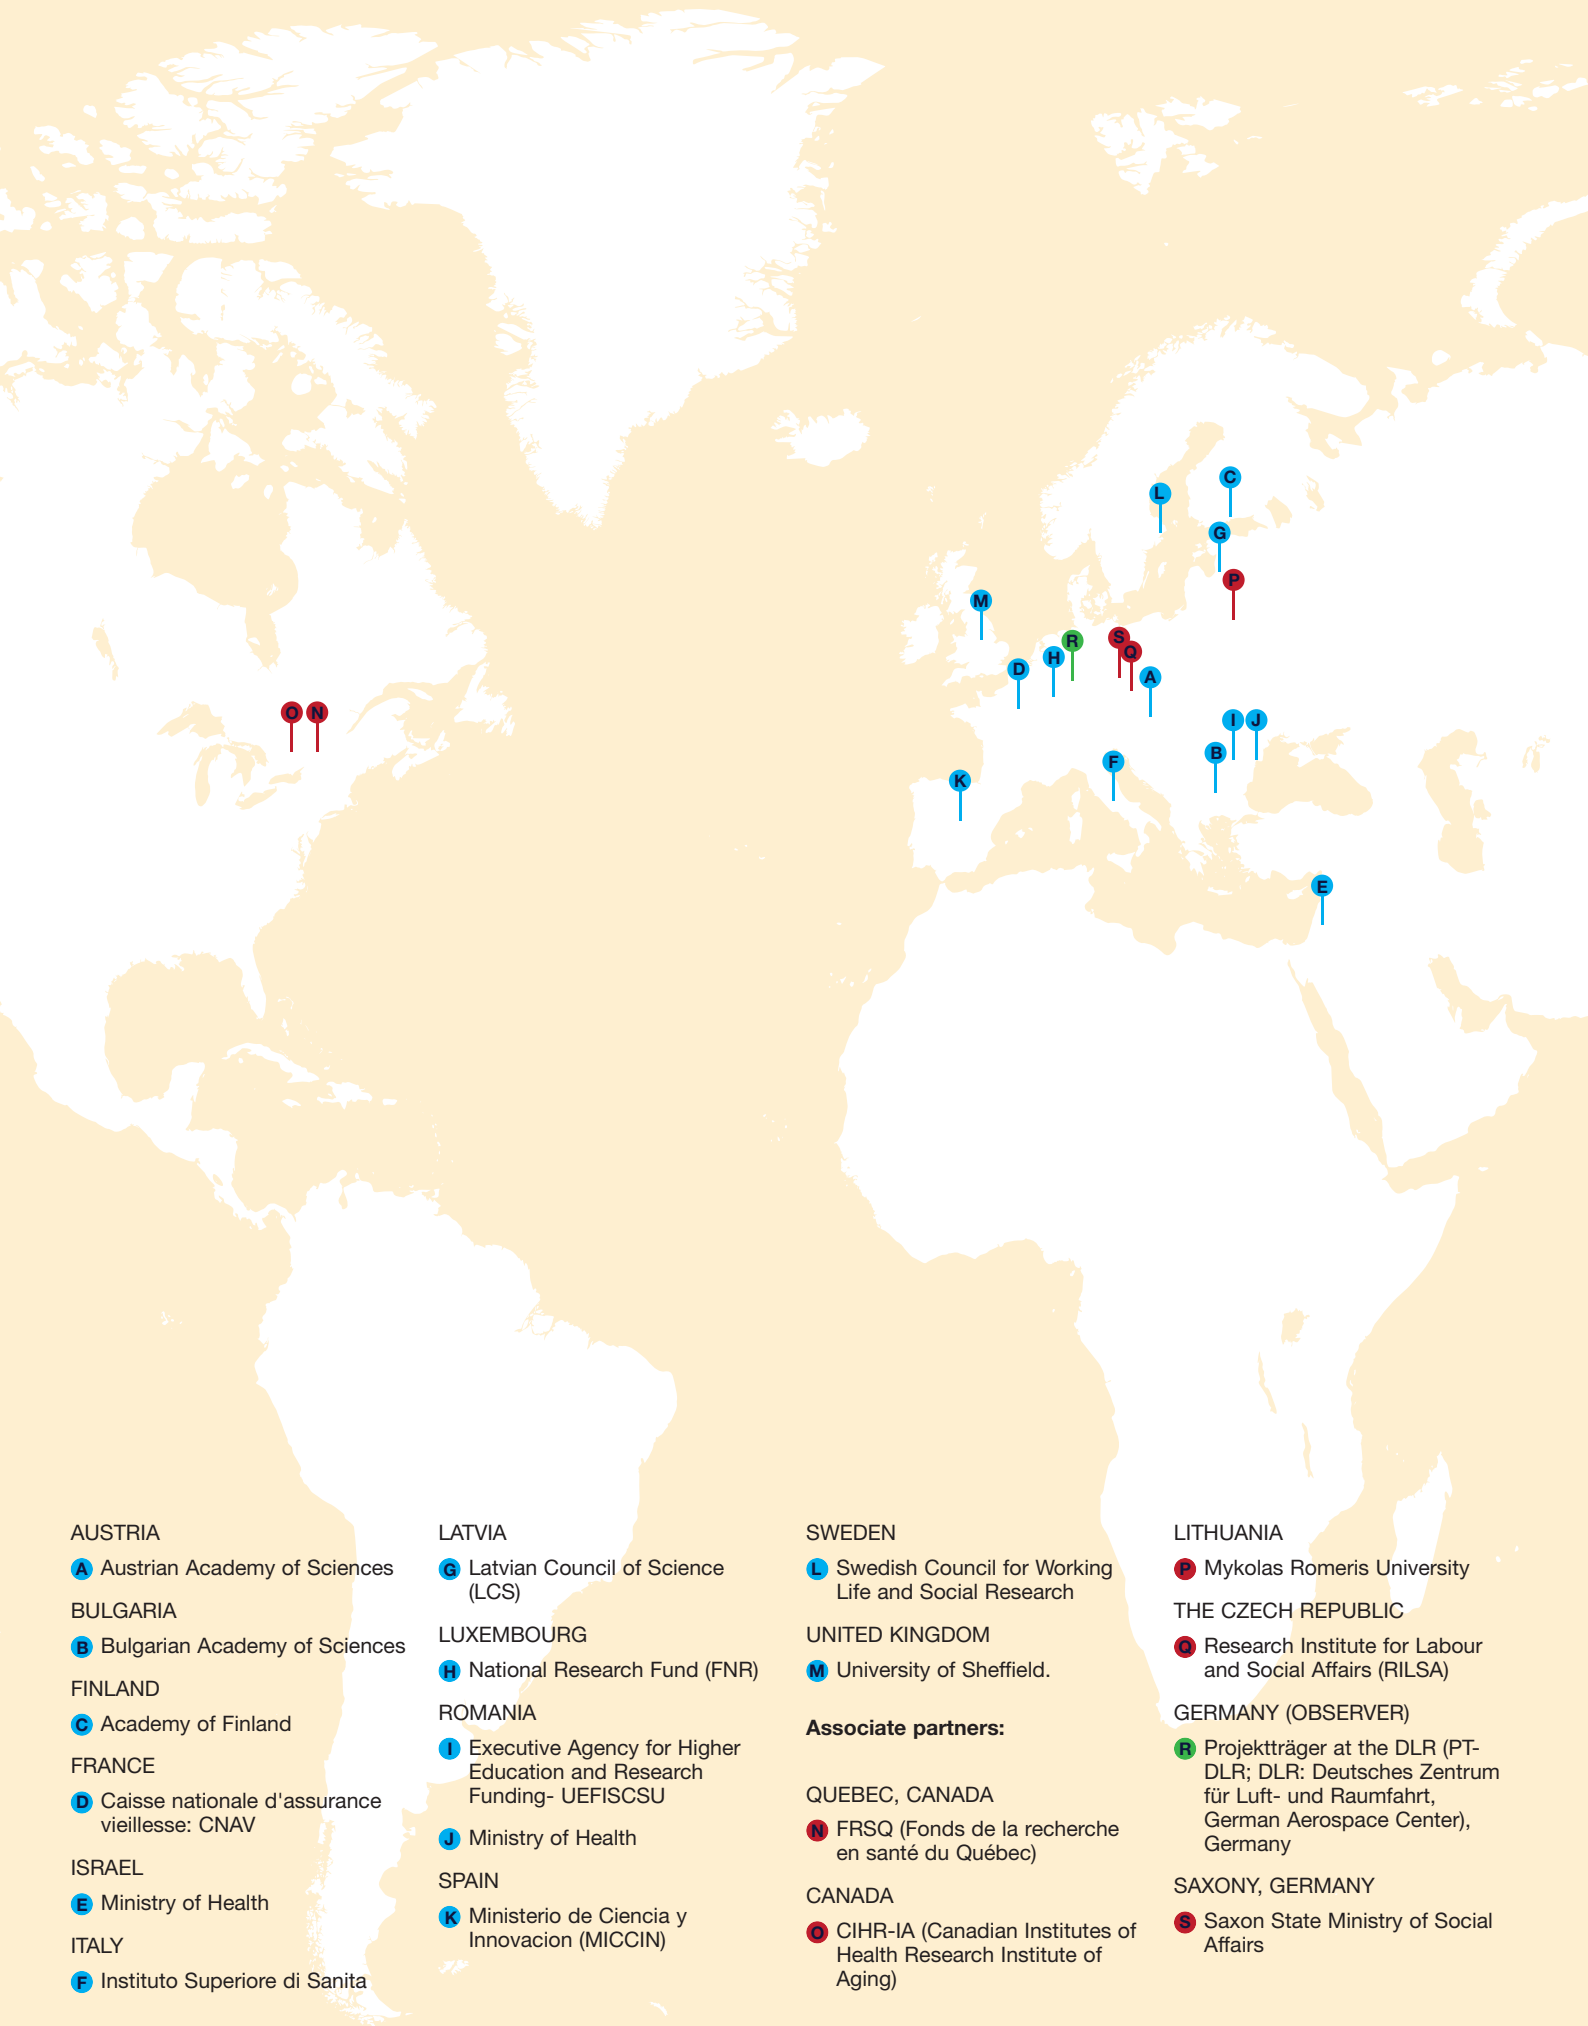 C
L
G
P
M
S
R
Q
H
D
A
O
N
I
J
B
F
K
E
AUSTRIA
A Austrian Academy of Sciences
BULGARIA
B Bulgarian Academy of Sciences
FINLAND
C Academy of Finland
FRANCE
D Caisse nationale d'assurance
vieillesse: CNAV
ISRAEL
E Ministry of Health
ITALY
F Instituto Superiore di Sanita
LATVIA
G Latvian Council of Science
(LCS)
LUXEMBOURG
H National Research Fund (FNR)
ROMANIA
I Executive Agency for Higher
Education and Research
Funding- UEFISCSU
J Ministry of Health
SPAIN
K Ministerio de Ciencia y
Innovacion (MICCIN)
SWEDEN
L Swedish Council for Working
Life and Social Research
UNITED KINGDOM
M University of Sheffield.
Associate partners:
QUEBEC, CANADA
N FRSQ (Fonds de la recherche
en santé du Québec)
CANADA
O CIHR-IA (Canadian Institutes of
Health Research Institute of
Aging)
LITHUANIA
P Mykolas Romeris University
THE CZECH REPUBLIC
Q Research Institute for Labour
and Social Affairs (RILSA)
GERMANY (OBSERVER)
R Projektträger at the DLR (PT-
DLR; DLR: Deutsches Zentrum
für Luft- und Raumfahrt,
German Aerospace Center),
Germany
SAXONY, GERMANY
S Saxon State Ministry of Social
Affairs